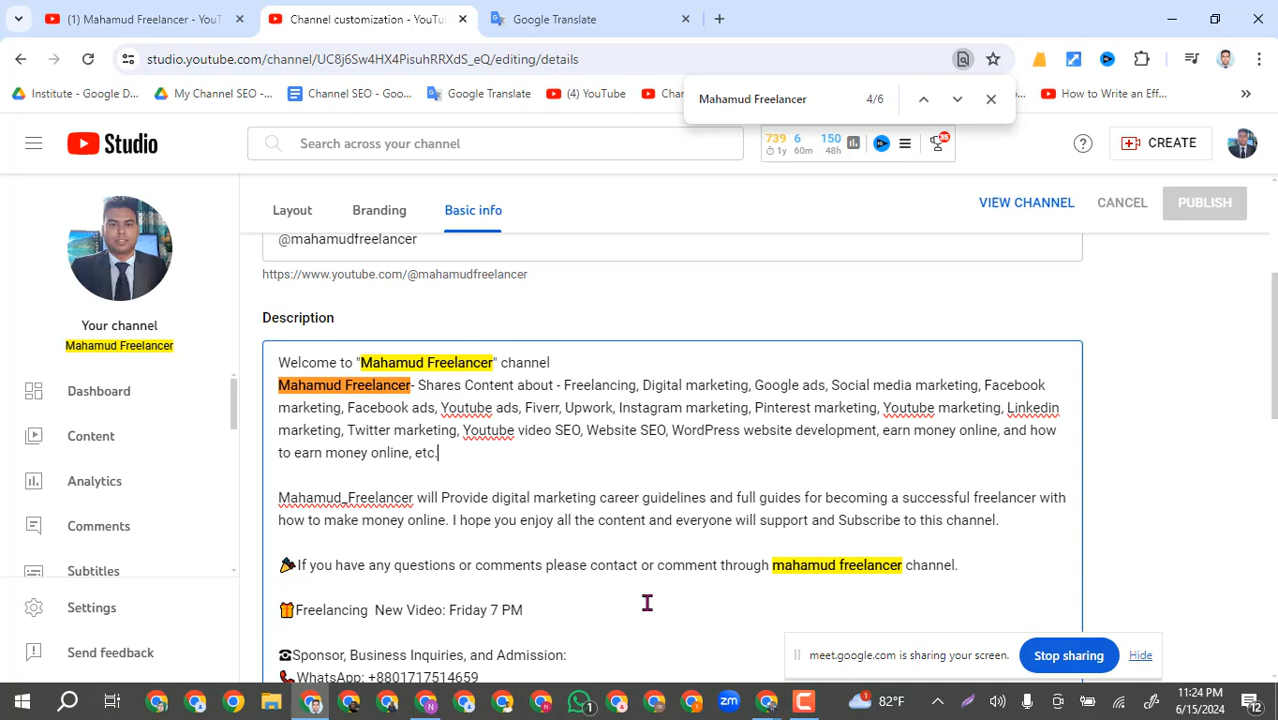 (1) Mahamud Freelancer - YouT
Channel customization - YouTu
Google Translate
studio.youtube.com/channel/UC8j6Sw4HX4PisuhRRXdS_eQ/editing/details
Mahamud Freelancer 4/6
Institute - Google D...
My Channel SEO - ...
Channel SEO - Goo...
Google Translate
(4) YouTube
Chan
How to Write an Eff...
Studio
Search across your channel
739 6 150
1y 60m 48h
CREATE
Layout
Branding
Basic info
VIEW CHANNEL
CANCEL
PUBLISH
@mahamudfreelancer
https://www.youtube.com/@mahamudfreelancer
Your channel
Mahamud Freelancer
Dashboard
Content
Analytics
Comments
Subtitles
Settings
Send feedback
Description
Welcome to "Mahamud Freelancer" channel
Mahamud Freelancer- Shares Content about - Freelancing, Digital marketing, Google ads, Social media marketing, Facebook
marketing, Facebook ads, Youtube ads, Fiverr, Upwork, Instagram marketing, Pinterest marketing, Youtube marketing, Linkedin
marketing, Twitter marketing, Youtube video SEO, Website SEO, WordPress website development, earn money online, and how
to earn money online, etc.
Mahamud_Freelancer will Provide digital marketing career guidelines and full guides for becoming a successful freelancer with
how to make money online. I hope you enjoy all the content and everyone will support and Subscribe to this channel.
🎉If you have any questions or comments please contact or comment through mahamud freelancer channel.
🎁Freelancing  New Video: Friday 7 PM
☎Sponsor, Business Inquiries, and Admission:
📞WhatsApp: +8801717514659
meet.google.com is sharing your screen.
Stop sharing
Hide
82°F
11:24 PM
6/15/2024